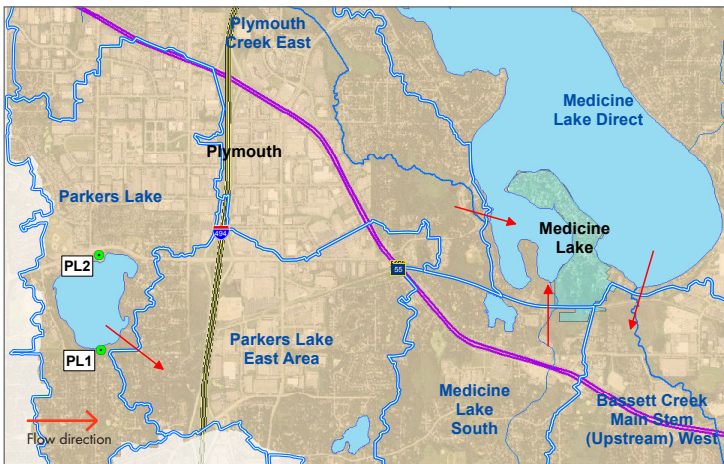 Plymouth
Creek East
Medicine
Lake Direct
Plymouth
Parkers Lake
Medicine
Lake
494
PL2
55
PL1
Parkers Lake
East Area
Medicine
Lake
South
Bassett Creek
Main Stem
(Upstream) West
Flow direction